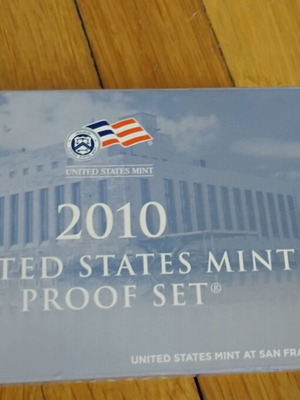 UNITED STATES MINT
2010
TED STATES MINT
PROOF SET®
UNITED STATES MINT AT SAN FRA